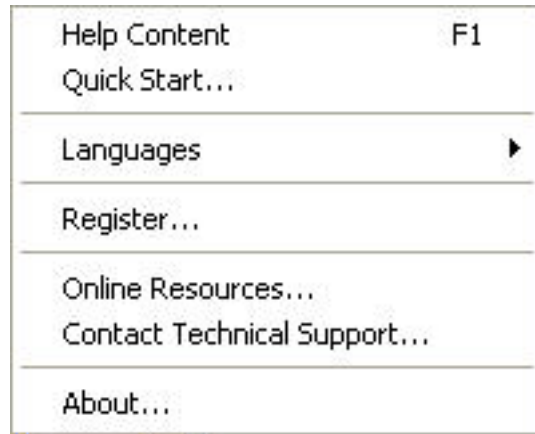 Help Content F1
Quick Start...
Languages
Register...
Online Resources...
Contact Technical Support...
About...